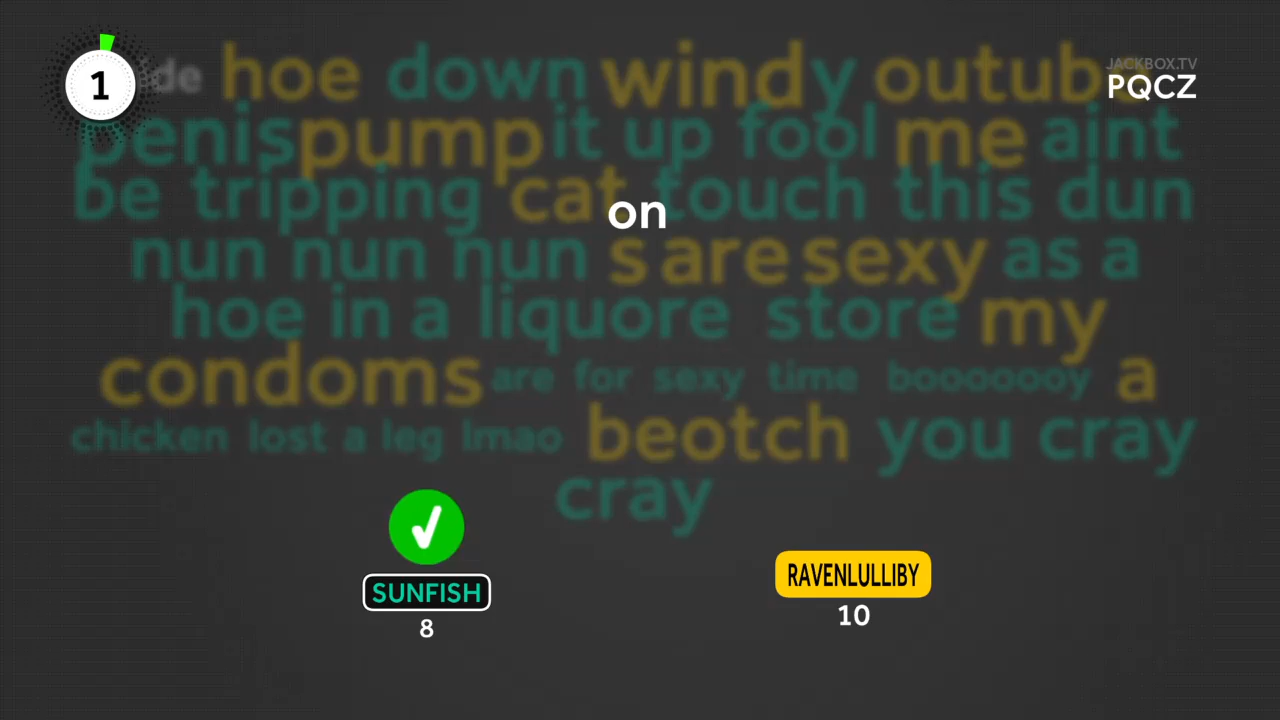 1
JACKBOX.TV
PQCZ
hoe down windy outube
penis pump it up fool me aint
be tripping cat touch this dun
on
nun nun nun s are sexy as a
hoe in a liquore store my
condoms are for sexy time boooooooy a
chicken lost a leg lmao beotch you cray
cray
SUNFISH
RAVENLULLIBY
8
10